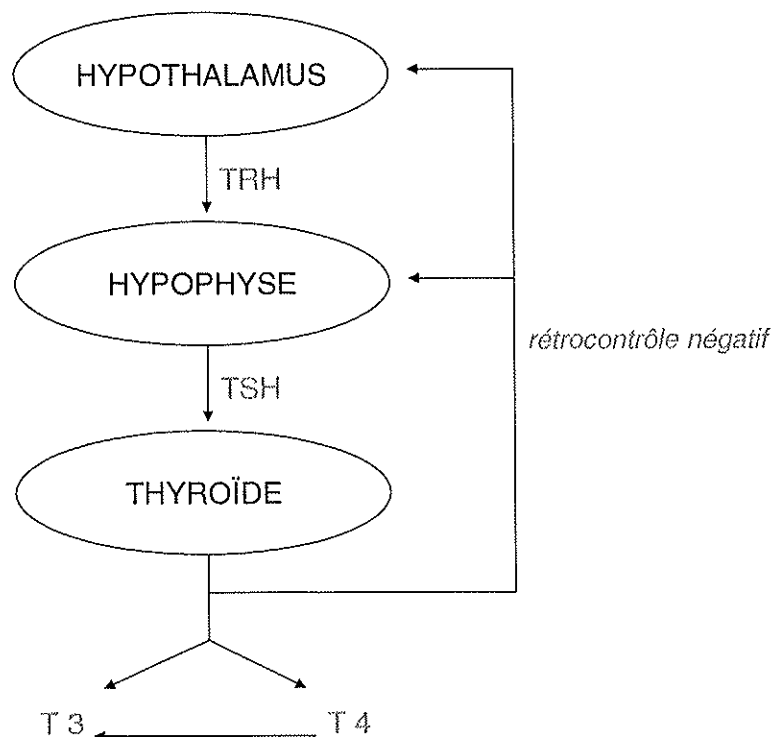 HYPOTHALAMUS
TRH
HYPOPHYSE
rétrocontrôle négatif
TSH
THYROÏDE
T 3
T 4